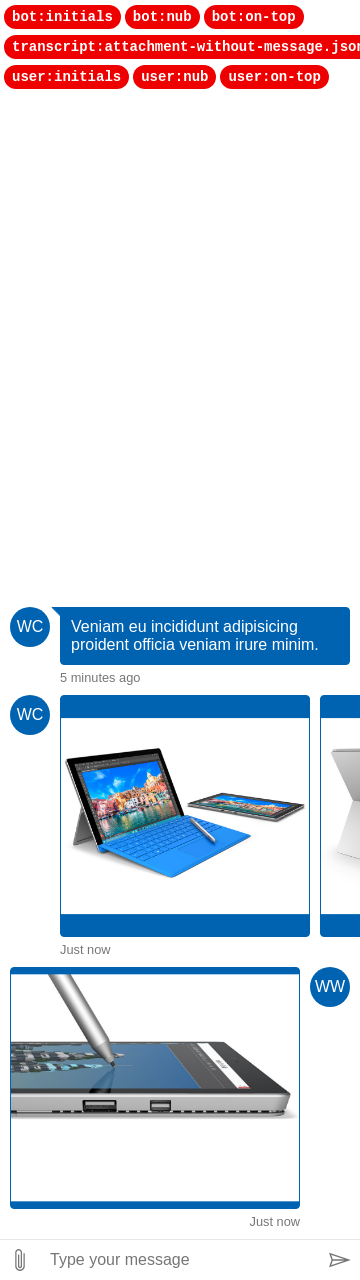 bot:initials bot:nub bot:on-top
transcript:attachment-without-message.json
user:initials user:nub user:on-top
WC
Veniam eu incididunt adipisicing
proident officia veniam irure minim.
5 minutes ago
WC
Just now
WW
Just now
Type your message